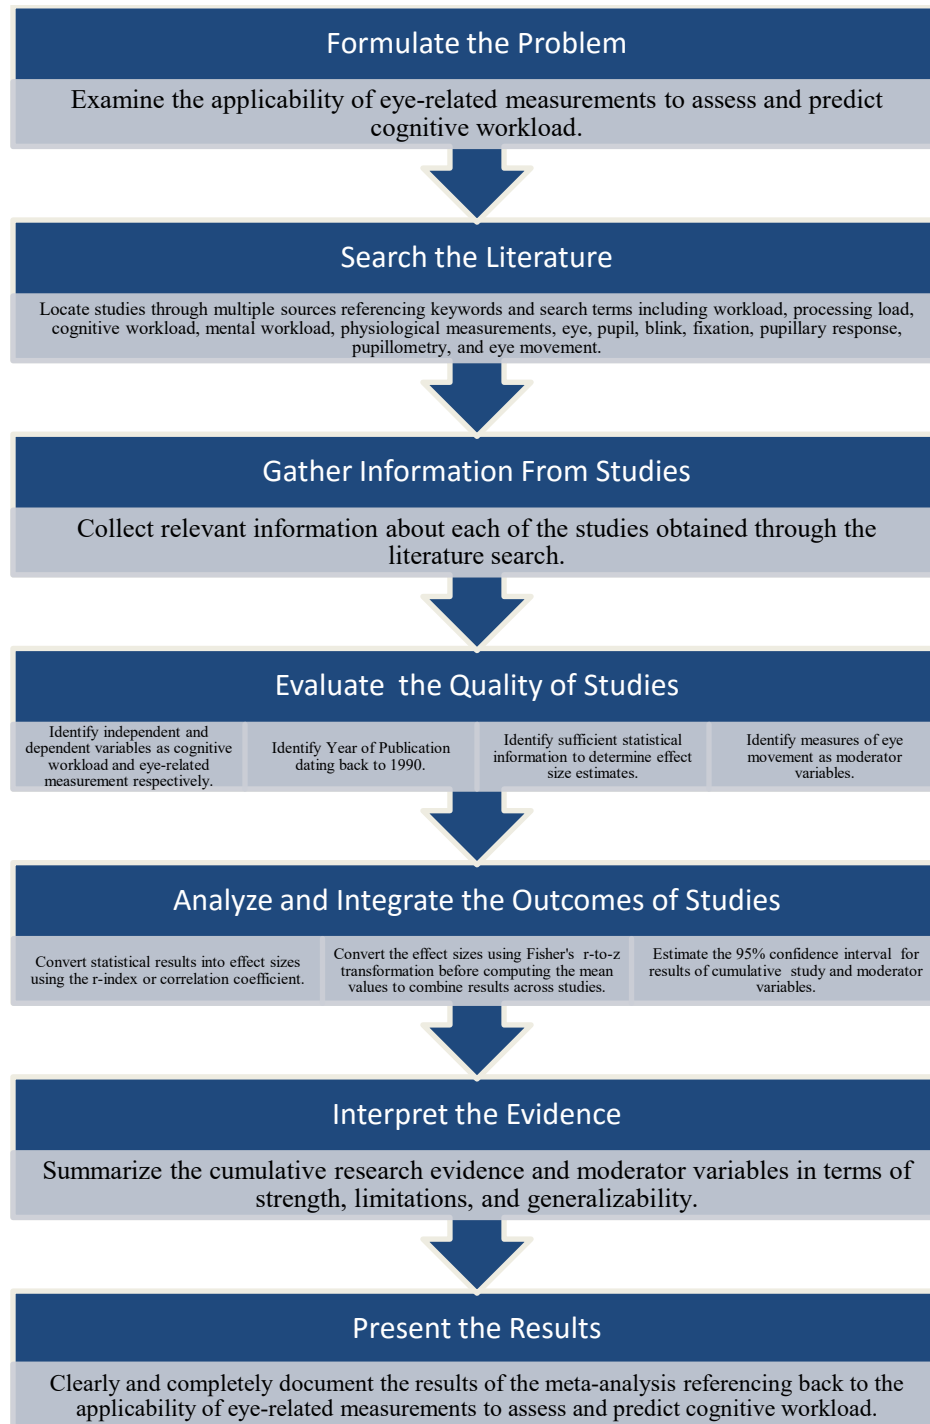 Formulate the Problem
Examine the applicability of eye-related measurements to assess and predict
cognitive workload.
Search the Literature
Locate studies through multiple sources referencing keywords and search terms including workload, processing load,
cognitive workload, mental workload, physiological measurements, eye, pupil, blink, fixation, pupillary response,
pupillometry, and eye movement.
Gather Information From Studies
Collect relevant information about each of the studies obtained through the
literature search.
Evaluate the Quality of Studies
Identify independent and
dependent variables as cognitive
workload and eye-related
measurement respectively.
Identify Year of Publication
dating back to 1990.
Identify sufficient statistical
information to determine effect
size estimates.
Identify measures of eye
movement as moderator
variables.
Analyze and Integrate the Outcomes of Studies
Convert statistical results into effect sizes
using the r-index or correlation coefficient.
Convert the effect sizes using Fisher's r-to-z
transformation before computing the mean
values to combine results across studies.
Estimate the 95% confidence interval for
results of cumulative study and moderator
variables.
Interpret the Evidence
Summarize the cumulative research evidence and moderator variables in terms of
strength, limitations, and generalizability.
Present the Results
Clearly and completely document the results of the meta-analysis referencing back to the
applicability of eye-related measurements to assess and predict cognitive workload.